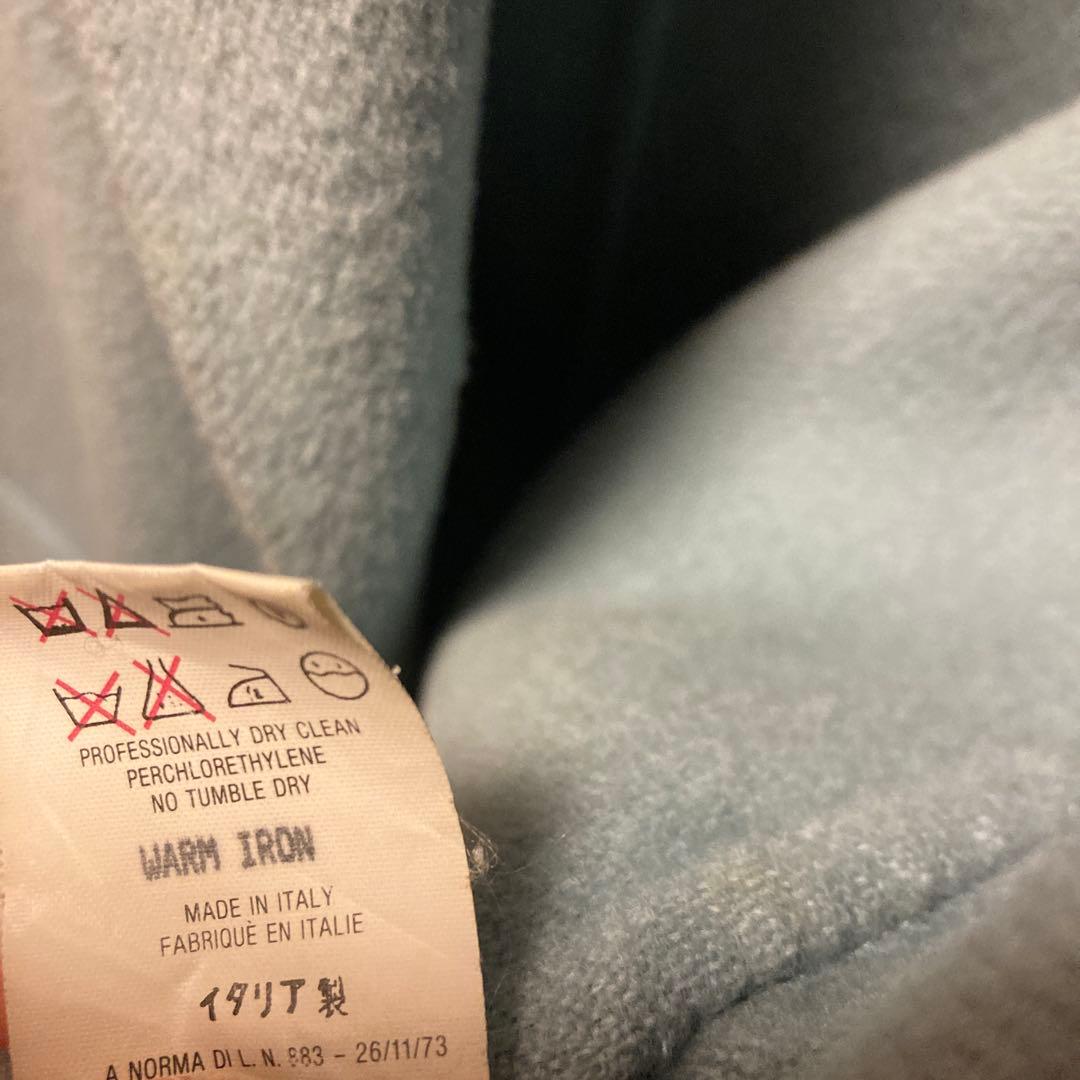 PROFESSIONALLY DRY CLEAN
PERCHLORETHYLENE
NO TUMBLE DRY
WARM IRON
MADE IN ITALY
FABRIQUÈ EN ITALIE
イタリア製
A NORMA DI L. N. 883 - 26/11/73